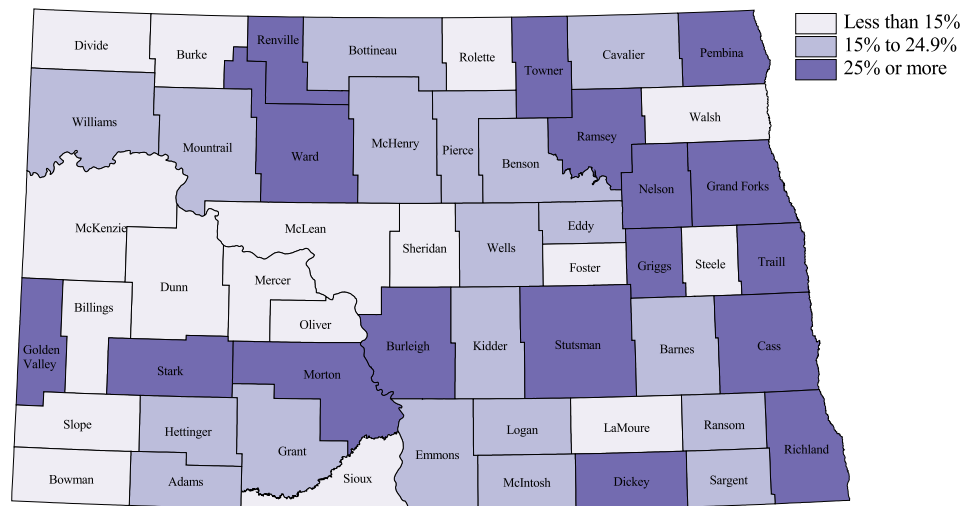 Less than 15%
15% to 24.9%
25% or more
Divide
Burke
Renville
Bottineau
Rolette
Towner
Cavalier
Pembina
Williams
Mountrail
Ward
McHenry
Pierce
Benson
Ramsey
Walsh
Nelson
Grand Forks
McKenzie
McLean
Sheridan
Wells
Eddy
Foster
Griggs
Steele
Traill
Dunn
Mercer
Oliver
Billings
Golden
Valley
Stark
Morton
Burleigh
Kidder
Stutsman
Barnes
Cass
Slope
Hettinger
Grant
Emmons
Logan
LaMoure
Ransom
Richland
Bowman
Adams
Sioux
McIntosh
Dickey
Sargent